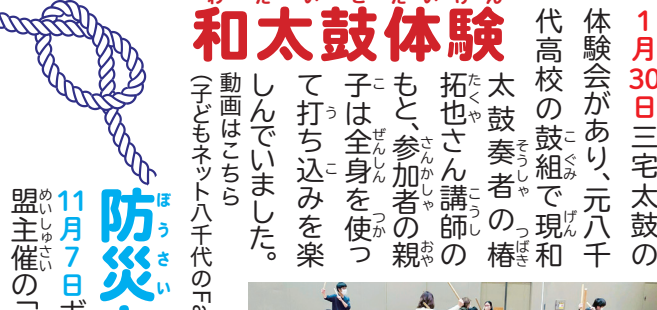 和太鼓体験
1月30日三宅太鼓の
体験会があり、元八千
代高校の鼓組で現和
太鼓奏者の椿
拓也さん講師の
もと、参加者の親
子は全身を使っ
て打ち込みを楽
しんでいました。
動画はこちら
(子どもネット八千代のFa
防災
11月7日ボ
盟主催の「